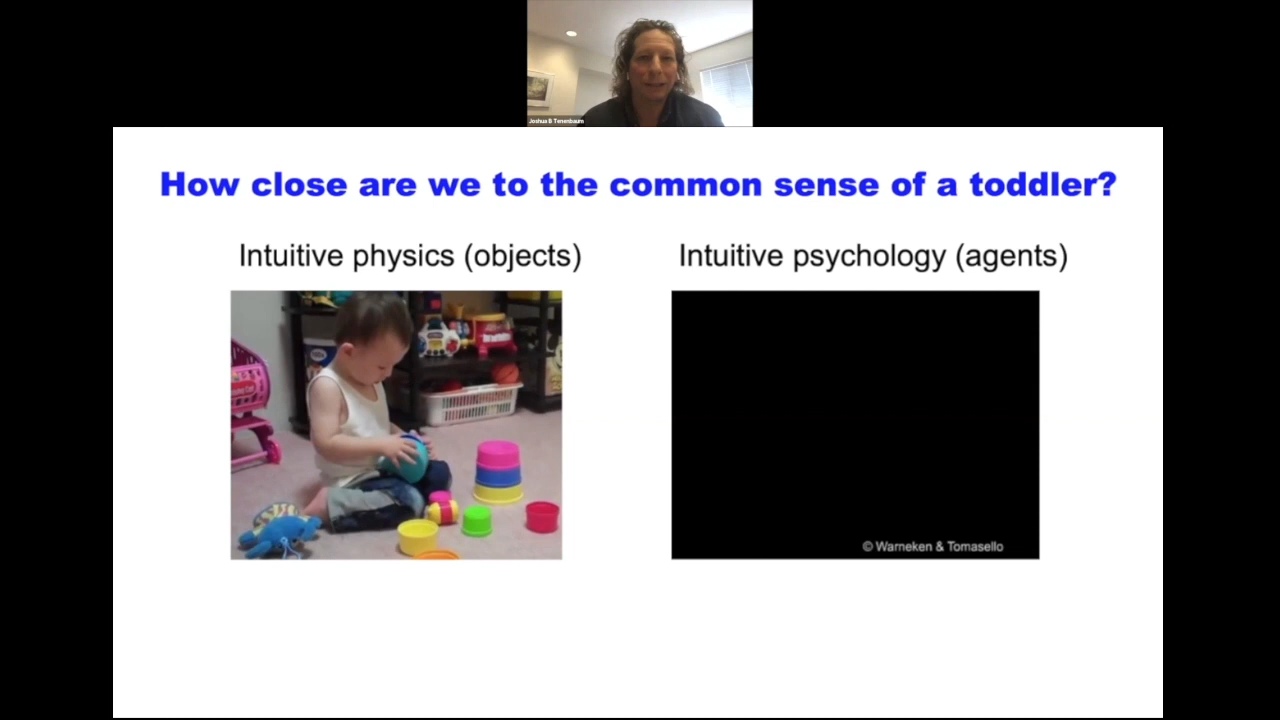 Joshua B Tenenbaum
How close are we to the common sense of a toddler?
Intuitive physics (objects)
Intuitive psychology (agents)
© Warneken & Tomasello